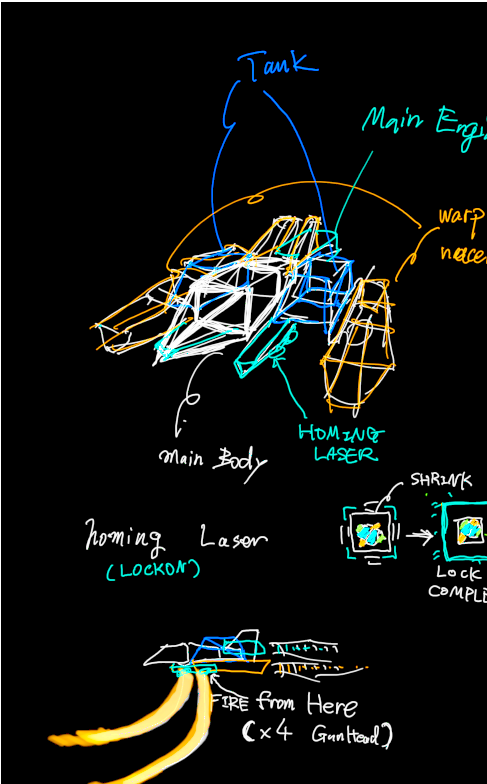 Tank
Main Engi
warp
nacel
HOMING
LASER
main Body
SHRINK
homing Laser
(LOCKON)
LOCK
COMPLE
FIRE from Here
(x4 GunHead)